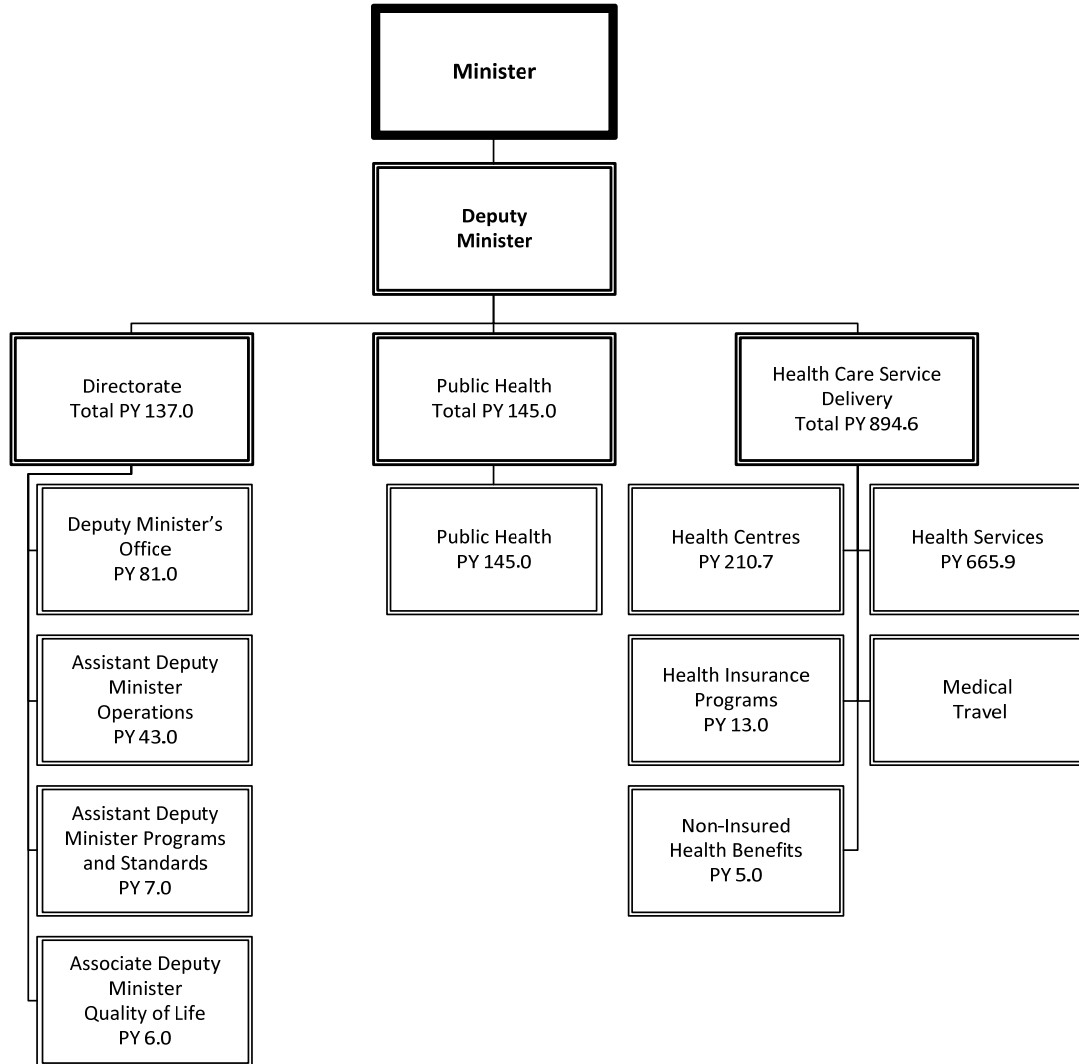 Minister
Deputy
Minister
Directorate
Total PY 137.0
Public Health
Total PY 145.0
Health Care Service
Delivery
Total PY 894.6
Deputy Minister's
Office
PY 81.0
Assistant Deputy
Minister
Operations
PY 43.0
Assistant Deputy
Minister Programs
and Standards
PY 7.0
Associate Deputy
Minister
Quality of Life
PY 6.0
Public Health
PY 145.0
Health Centres
PY 210.7
Health Services
PY 665.9
Health Insurance
Programs
PY 13.0
Medical
Travel
Non-Insured
Health Benefits
PY 5.0